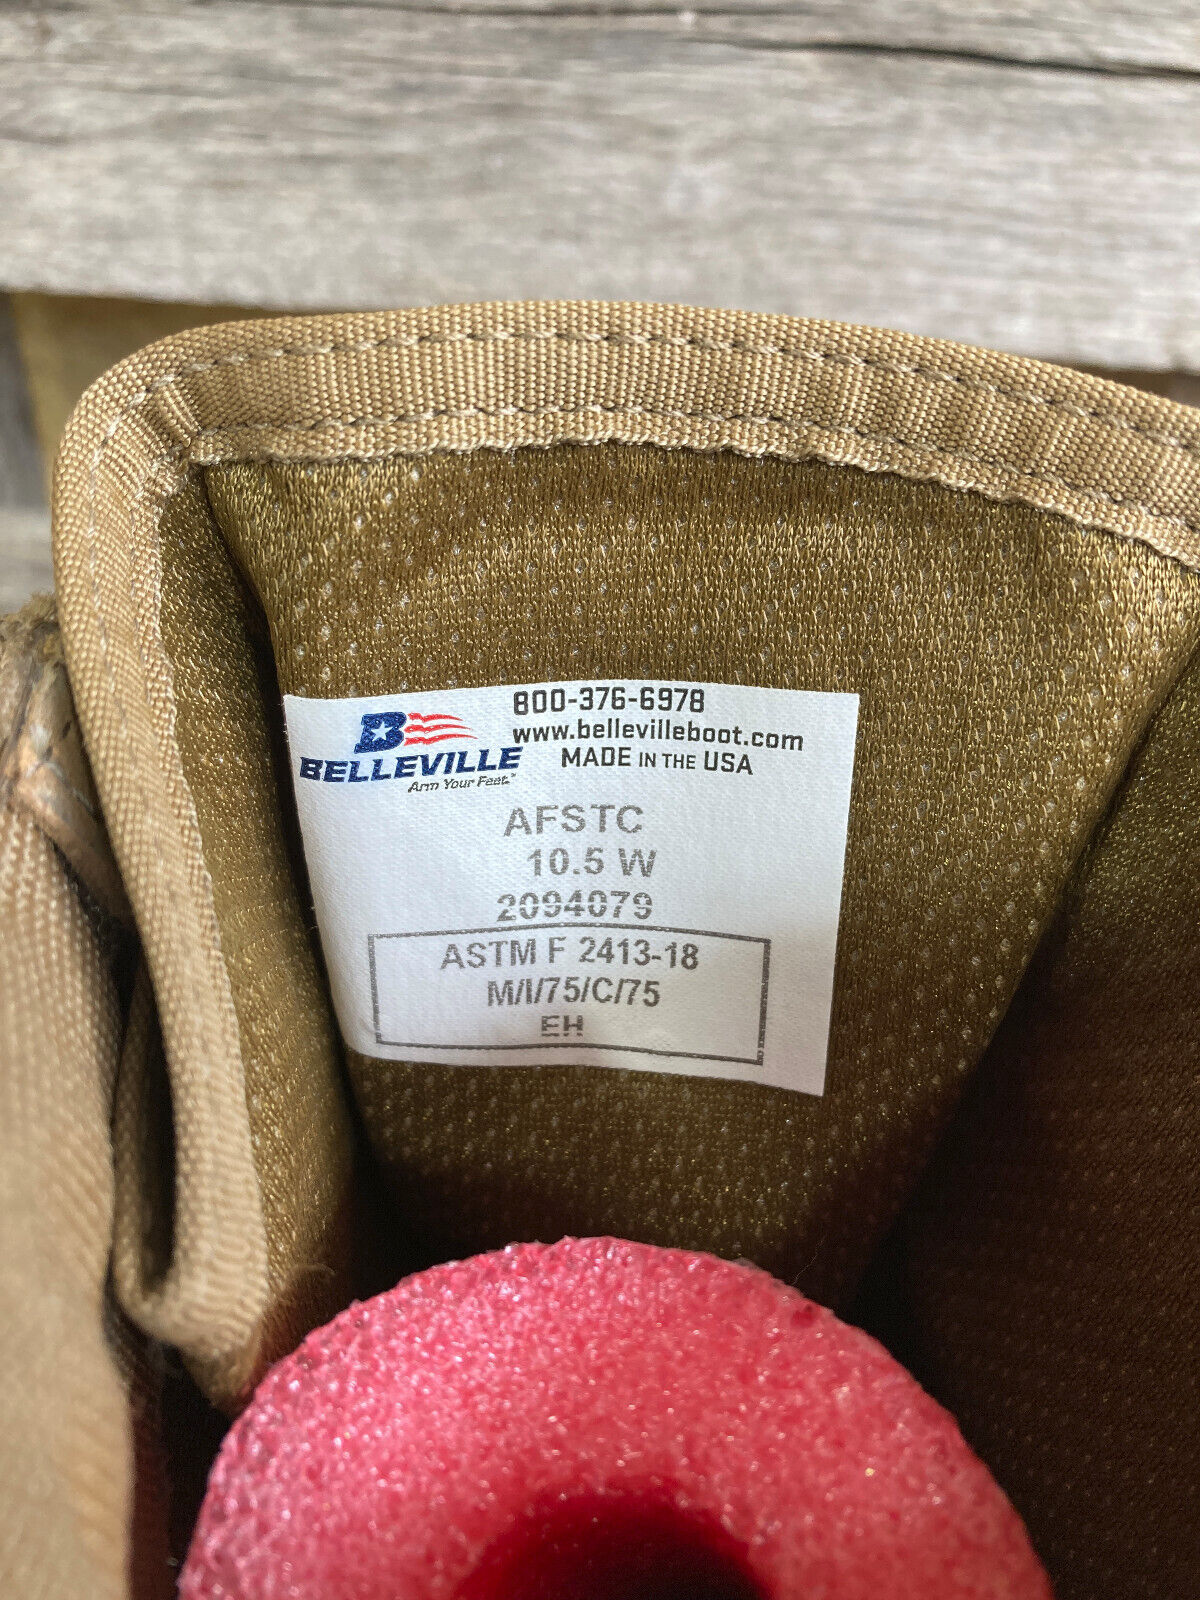 800-376-6978
www.bellevilleboot.com
MADE IN THE USA
B
BELLEVILLE
Arm Your Feet™
AFSTC
10.5 W
2094079
ASTM F 2413-18
M/I/75/C/75
EH